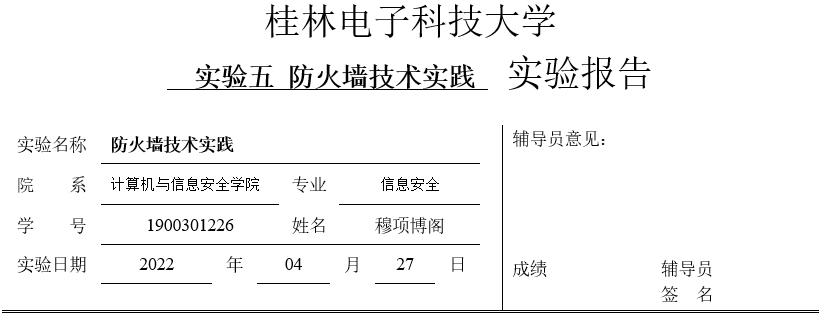 桂林电子科技大学
实验五 防火墙技术实践 实验报告
实验名称 防火墙技术实践
辅导员意见：
院 系 计算机与信息安全学院 专业 信息安全
学 号 1900301226 姓名 穆项博阁
实验日期 2022 年 04 月 27 日
成绩 辅导员
签 名